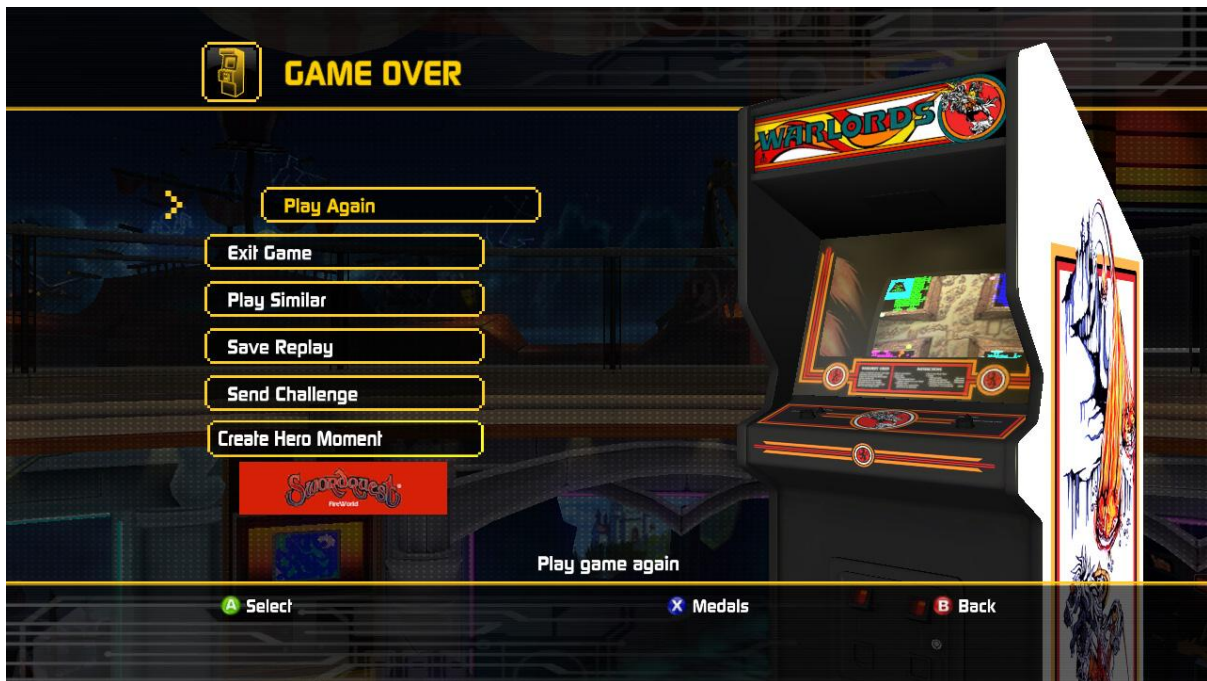 GAME OVER
WARLORDS
Play Again
Exit Game
Play Similar
Save Replay
Send Challenge
Create Hero Moment
SwordQuest
FireWorld
Play game again
A Select
X Medals
B Back